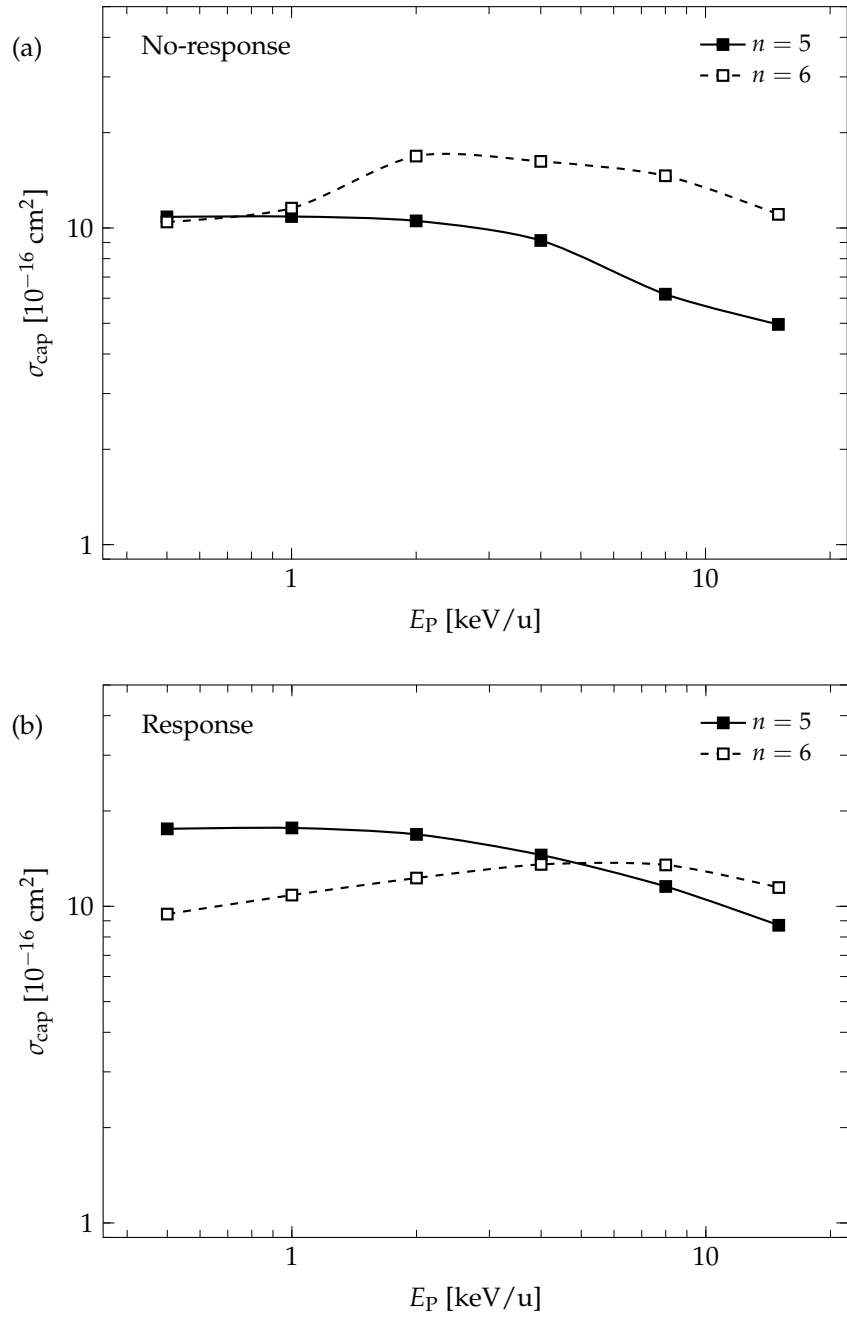 (a)
No-response
n = 5
n = 6
10
1
σcap [10⁻¹⁶ cm²]
1
10
EP [keV/u]
(b)
Response
n = 5
n = 6
10
1
σcap [10⁻¹⁶ cm²]
1
10
EP [keV/u]